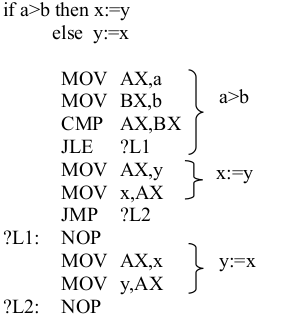 if a>b then x:=y
else y:=x
MOV AX,a
MOV BX,b
CMP AX,BX
JLE ?L1
a>b
MOV AX,y
MOV x,AX
x:=y
JMP ?L2
?L1: NOP
MOV AX,x
MOV y,AX
y:=x
?L2: NOP